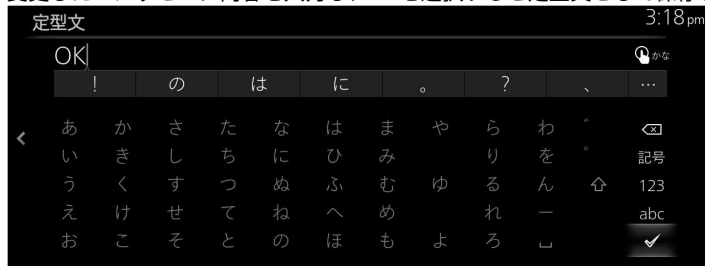 定型文 3:18 pm
OK かな
! の は に 。 ? 、 …
あ か さ た な は ま や ら わ ゛
い き し ち に ひ み り を ゜ 記号
う く す つ ぬ ふ む ゆ る ん 123
え け せ て ね へ め れ ー abc
お こ そ と の ほ も よ ろ ␣